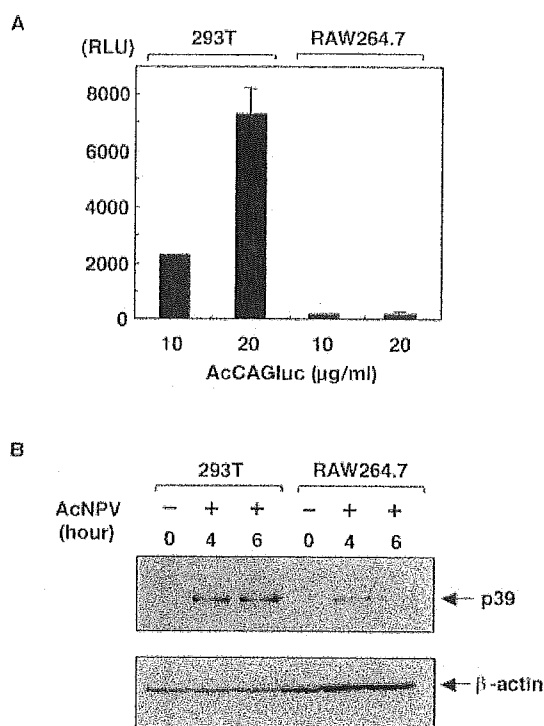 A
(RLU)
293T
RAW264.7
8000
6000
4000
2000
0
10
20
10
20
AcCAGluc (µg/ml)
B
293T
RAW264.7
AcNPV
− + + − + +
(hour)
0 4 6 0 4 6
p39
β-actin